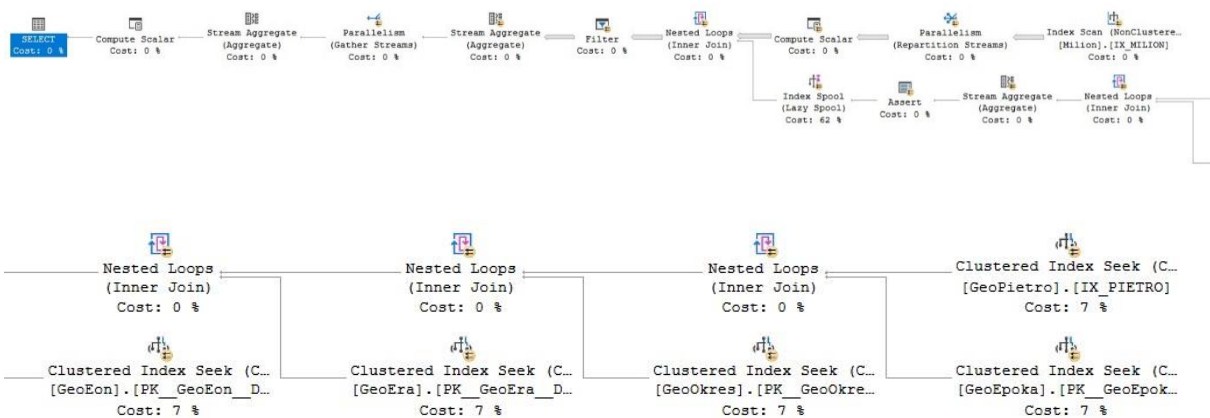 SELECT
Cost: 0 %
Compute Scalar
Cost: 0 %
Stream Aggregate
(Aggregate)
Cost: 0 %
Parallelism
(Gather Streams)
Cost: 0 %
Stream Aggregate
(Aggregate)
Cost: 0 %
Filter
Cost: 0 %
Nested Loops
(Inner Join)
Cost: 0 %
Compute Scalar
Cost: 0 %
Parallelism
(Repartition Streams)
Cost: 0 %
Index Scan (NonClustere…
[Milion].[IX_MILION]
Cost: 0 %
Index Spool
(Lazy Spool)
Cost: 62 %
Assert
Cost: 0 %
Stream Aggregate
(Aggregate)
Cost: 0 %
Nested Loops
(Inner Join)
Cost: 0 %
Nested Loops
(Inner Join)
Cost: 0 %
Nested Loops
(Inner Join)
Cost: 0 %
Nested Loops
(Inner Join)
Cost: 0 %
Clustered Index Seek (C…
[GeoPietro].[IX_PIETRO]
Cost: 7 %
Clustered Index Seek (C…
[GeoEon].[PK__GeoEon__D…
Cost: 7 %
Clustered Index Seek (C…
[GeoEra].[PK__GeoEra__D…
Cost: 7 %
Clustered Index Seek (C…
[GeoOkres].[PK__GeoOkre…
Cost: 7 %
Clustered Index Seek (C…
[GeoEpoka].[PK__GeoEpok…
Cost: 7 %